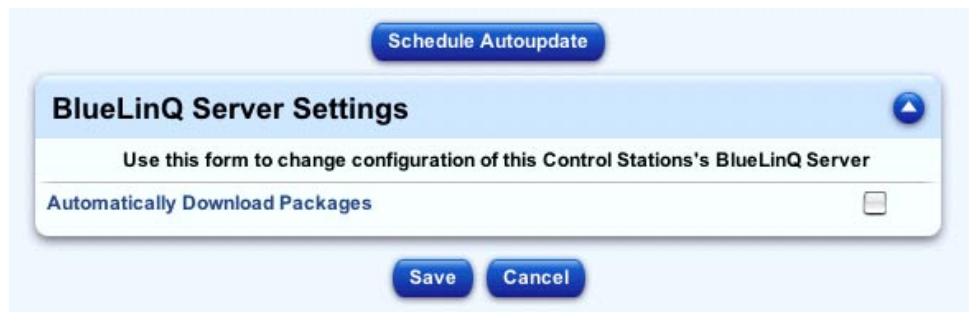 Schedule Autoupdate
BlueLinQ Server Settings
Use this form to change configuration of this Control Stations's BlueLinQ Server
Automatically Download Packages
Save Cancel